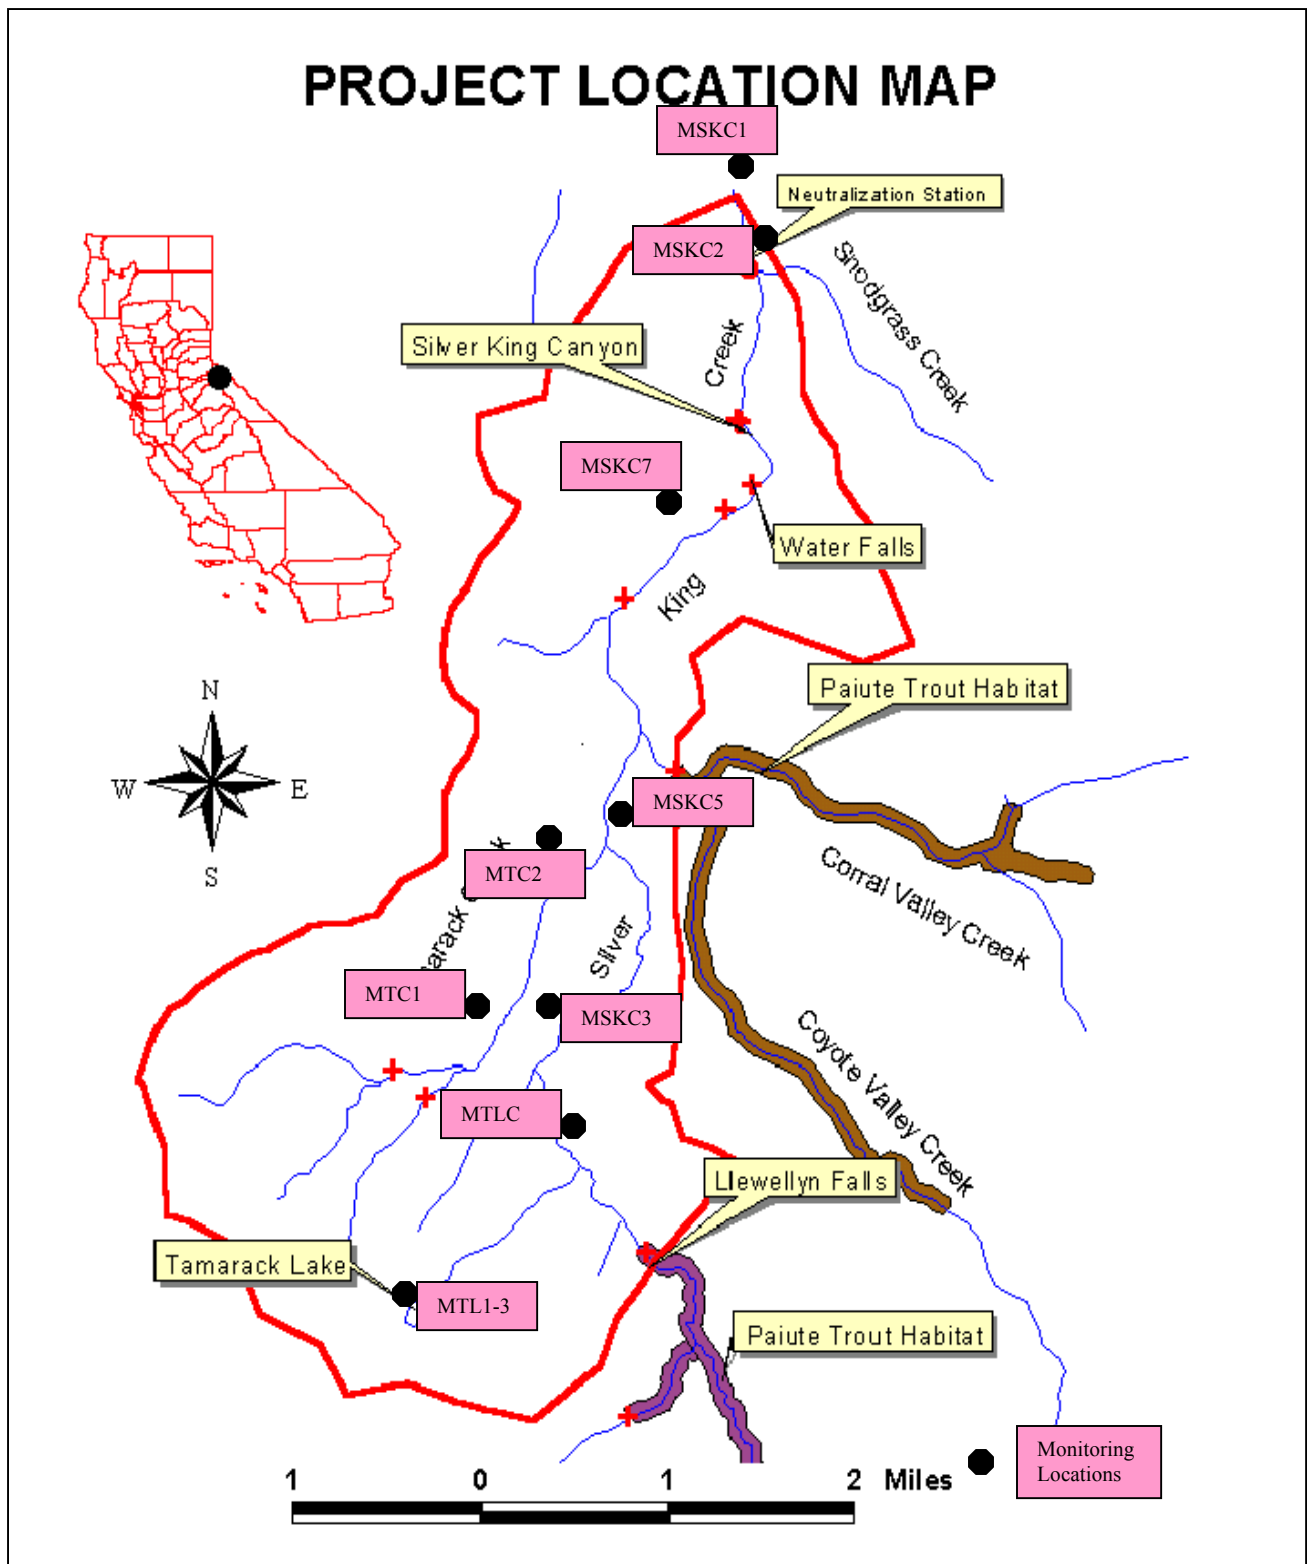 PROJECT LOCATION MAP
MSKC1
Neutralization Station
MSKC2
Snodgrass Creek
Silver King Canyon
Creek
MSKC7
Water Falls
King
Paiute Trout Habitat
N
W E
S
MSKC5
MTC2
Corral Valley Creek
Silver
MTC1
MSKC3
Coyote Valley Creek
MTLC
Llewellyn Falls
Tamarack Lake
MTL1-3
Paiute Trout Habitat
Monitoring
Locations
1 0 1 2 Miles